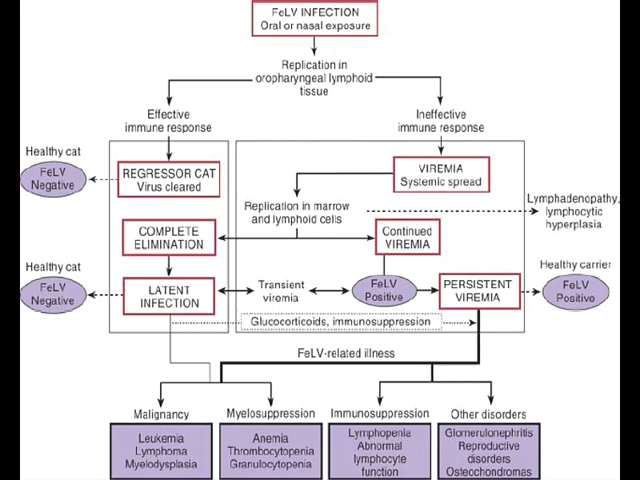 FeLV INFECTION
Oral or nasal exposure
Replication in
oropharyngeal lymphoid
tissue
Effective
immune response
Ineffective
immune response
Healthy cat
FeLV
Negative
REGRESSOR CAT
Virus cleared
VIREMIA
Systemic spread
Replication in marrow
and lymphoid cells
Lymphadenopathy,
lymphocytic
hyperplasia
COMPLETE
ELIMINATION
Continued
VIREMIA
Healthy cat
FeLV
Negative
LATENT
INFECTION
Transient
viremia
FeLV
Positive
PERSISTENT
VIREMIA
Healthy carrier
FeLV
Positive
Glucocorticoids, immunosuppression
FeLV-related illness
Malignancy
Leukemia
Lymphoma
Myelodysplasia
Myelosuppression
Anemia
Thrombocytopenia
Granulocytopenia
Immunosuppression
Lymphopenia
Abnormal
lymphocyte
function
Other disorders
Glomerulonephritis
Reproductive
disorders
Osteochondromas